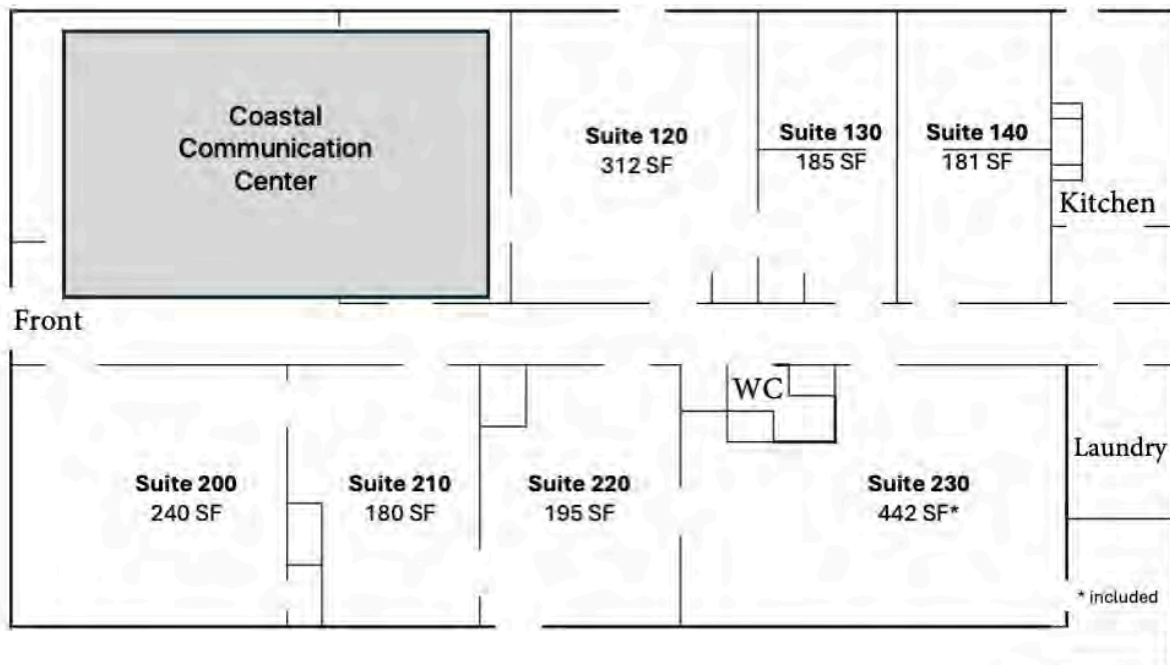 Coastal
Communication
Center
Suite 120
312 SF
Suite 130
185 SF
Suite 140
181 SF
Kitchen
Front
WC
Laundry
Suite 200
240 SF
Suite 210
180 SF
Suite 220
195 SF
Suite 230
442 SF*
* included